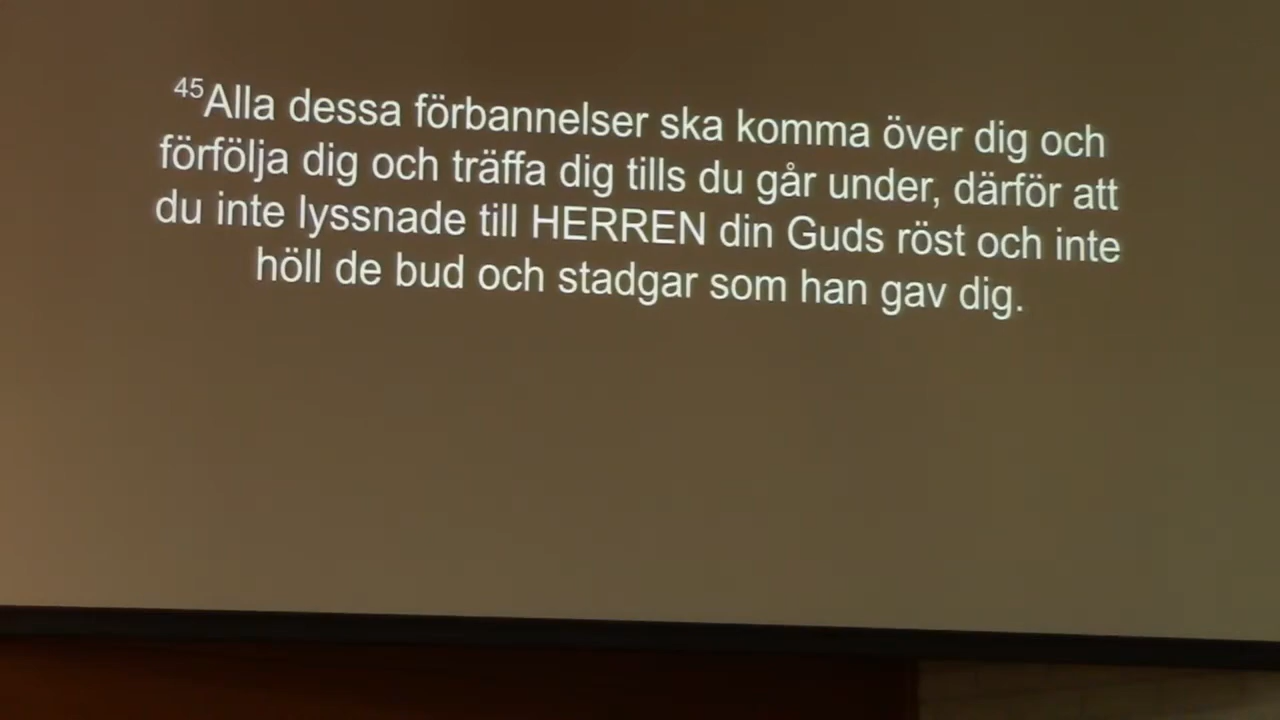 45Alla dessa förbannelser ska komma över dig och
förfölja dig och träffa dig tills du går under, därför att
du inte lyssnade till HERREN din Guds röst och inte
höll de bud och stadgar som han gav dig.